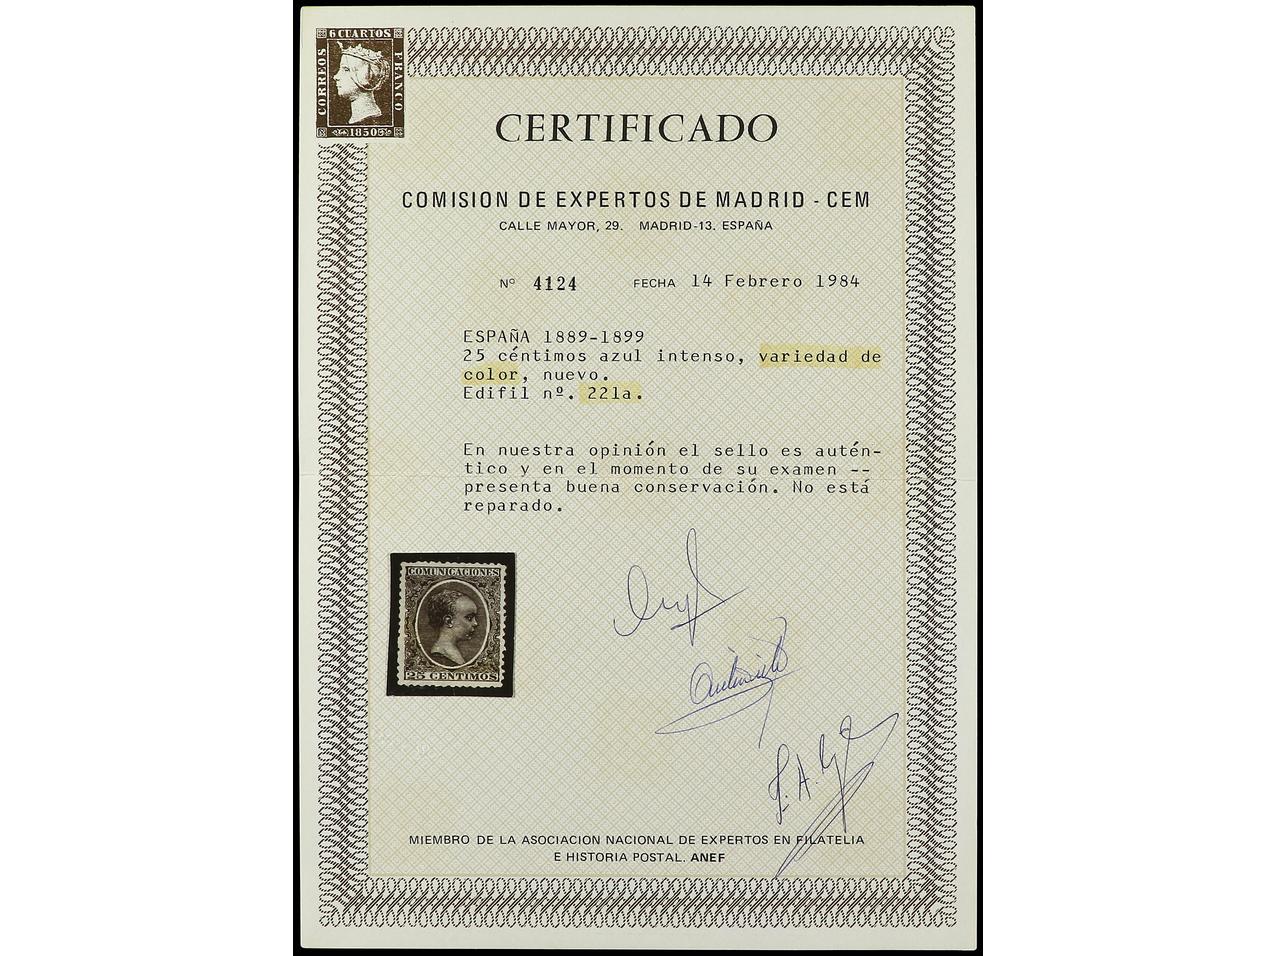 6 CUARTOS
CORREOS
FRANCO
1850
CERTIFICADO
COMISION DE EXPERTOS DE MADRID - CEM
CALLE MAYOR, 29. MADRID-13. ESPAÑA
Nº 4124 FECHA 14 Febrero 1984
ESPAÑA 1889-1899
25 céntimos azul intenso, variedad de
color, nuevo.
Edifil nº. 221a.
En nuestra opinión el sello es autén-
tico y en el momento de su examen --
presenta buena conservación. No está
reparado.
COMUNICACIONES
25 CENTIMOS
MIEMBRO DE LA ASOCIACION NACIONAL DE EXPERTOS EN FILATELIA
E HISTORIA POSTAL. ANEF